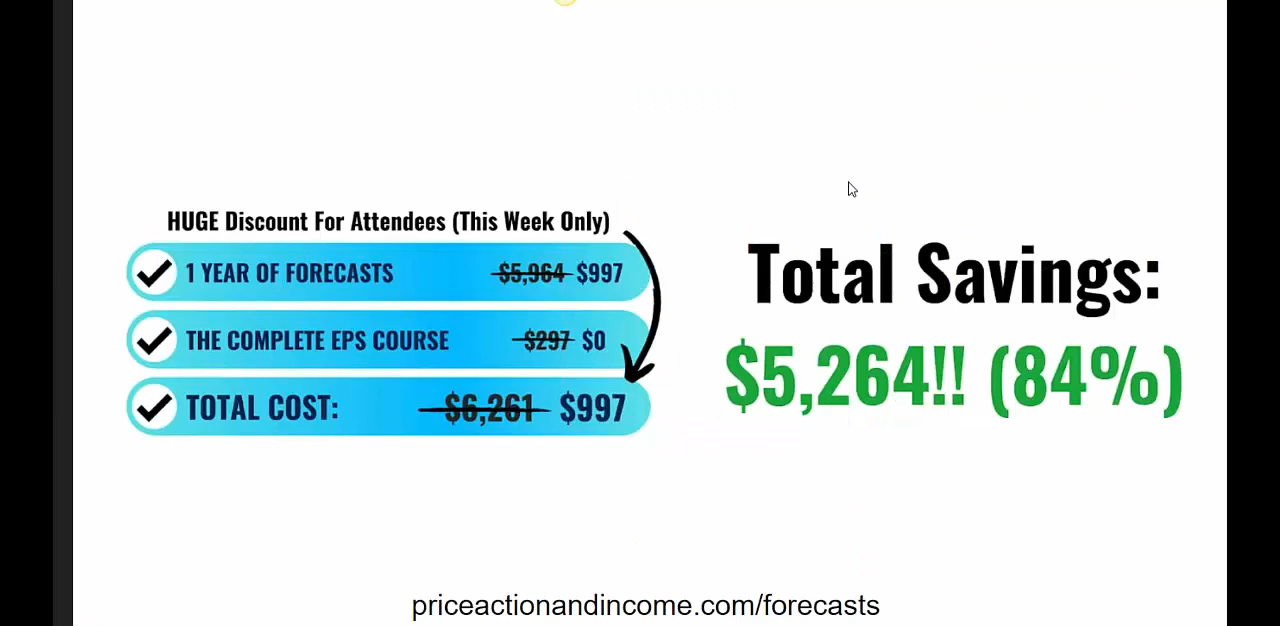 HUGE Discount For Attendees (This Week Only)
1 YEAR OF FORECASTS $5,964 $997
THE COMPLETE EPS COURSE $297 $0
TOTAL COST: $6,261 $997
Total Savings:
$5,264!! (84%)
priceactionandincome.com/forecasts